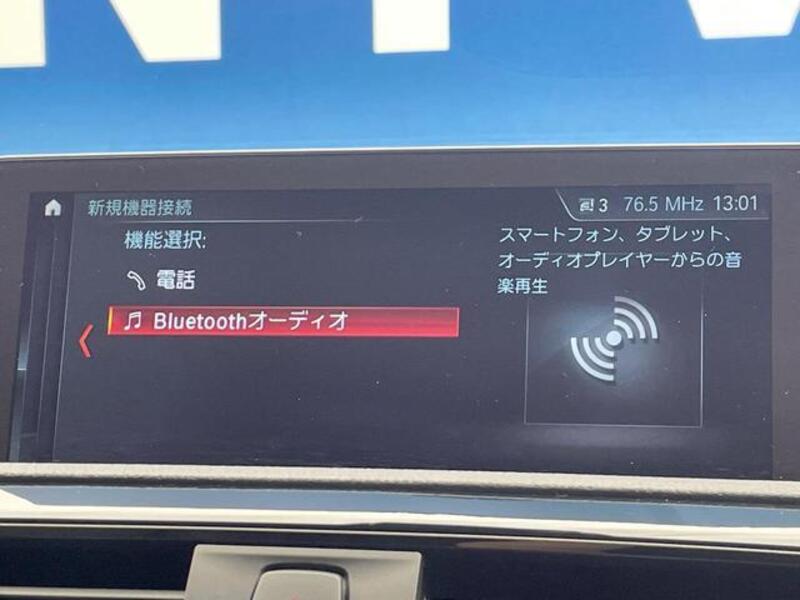 新規機器接続
3 76.5 MHz 13:01
機能選択:
電話
Bluetoothオーディオ
スマートフォン、タブレット、
オーディオプレイヤーからの音
楽再生